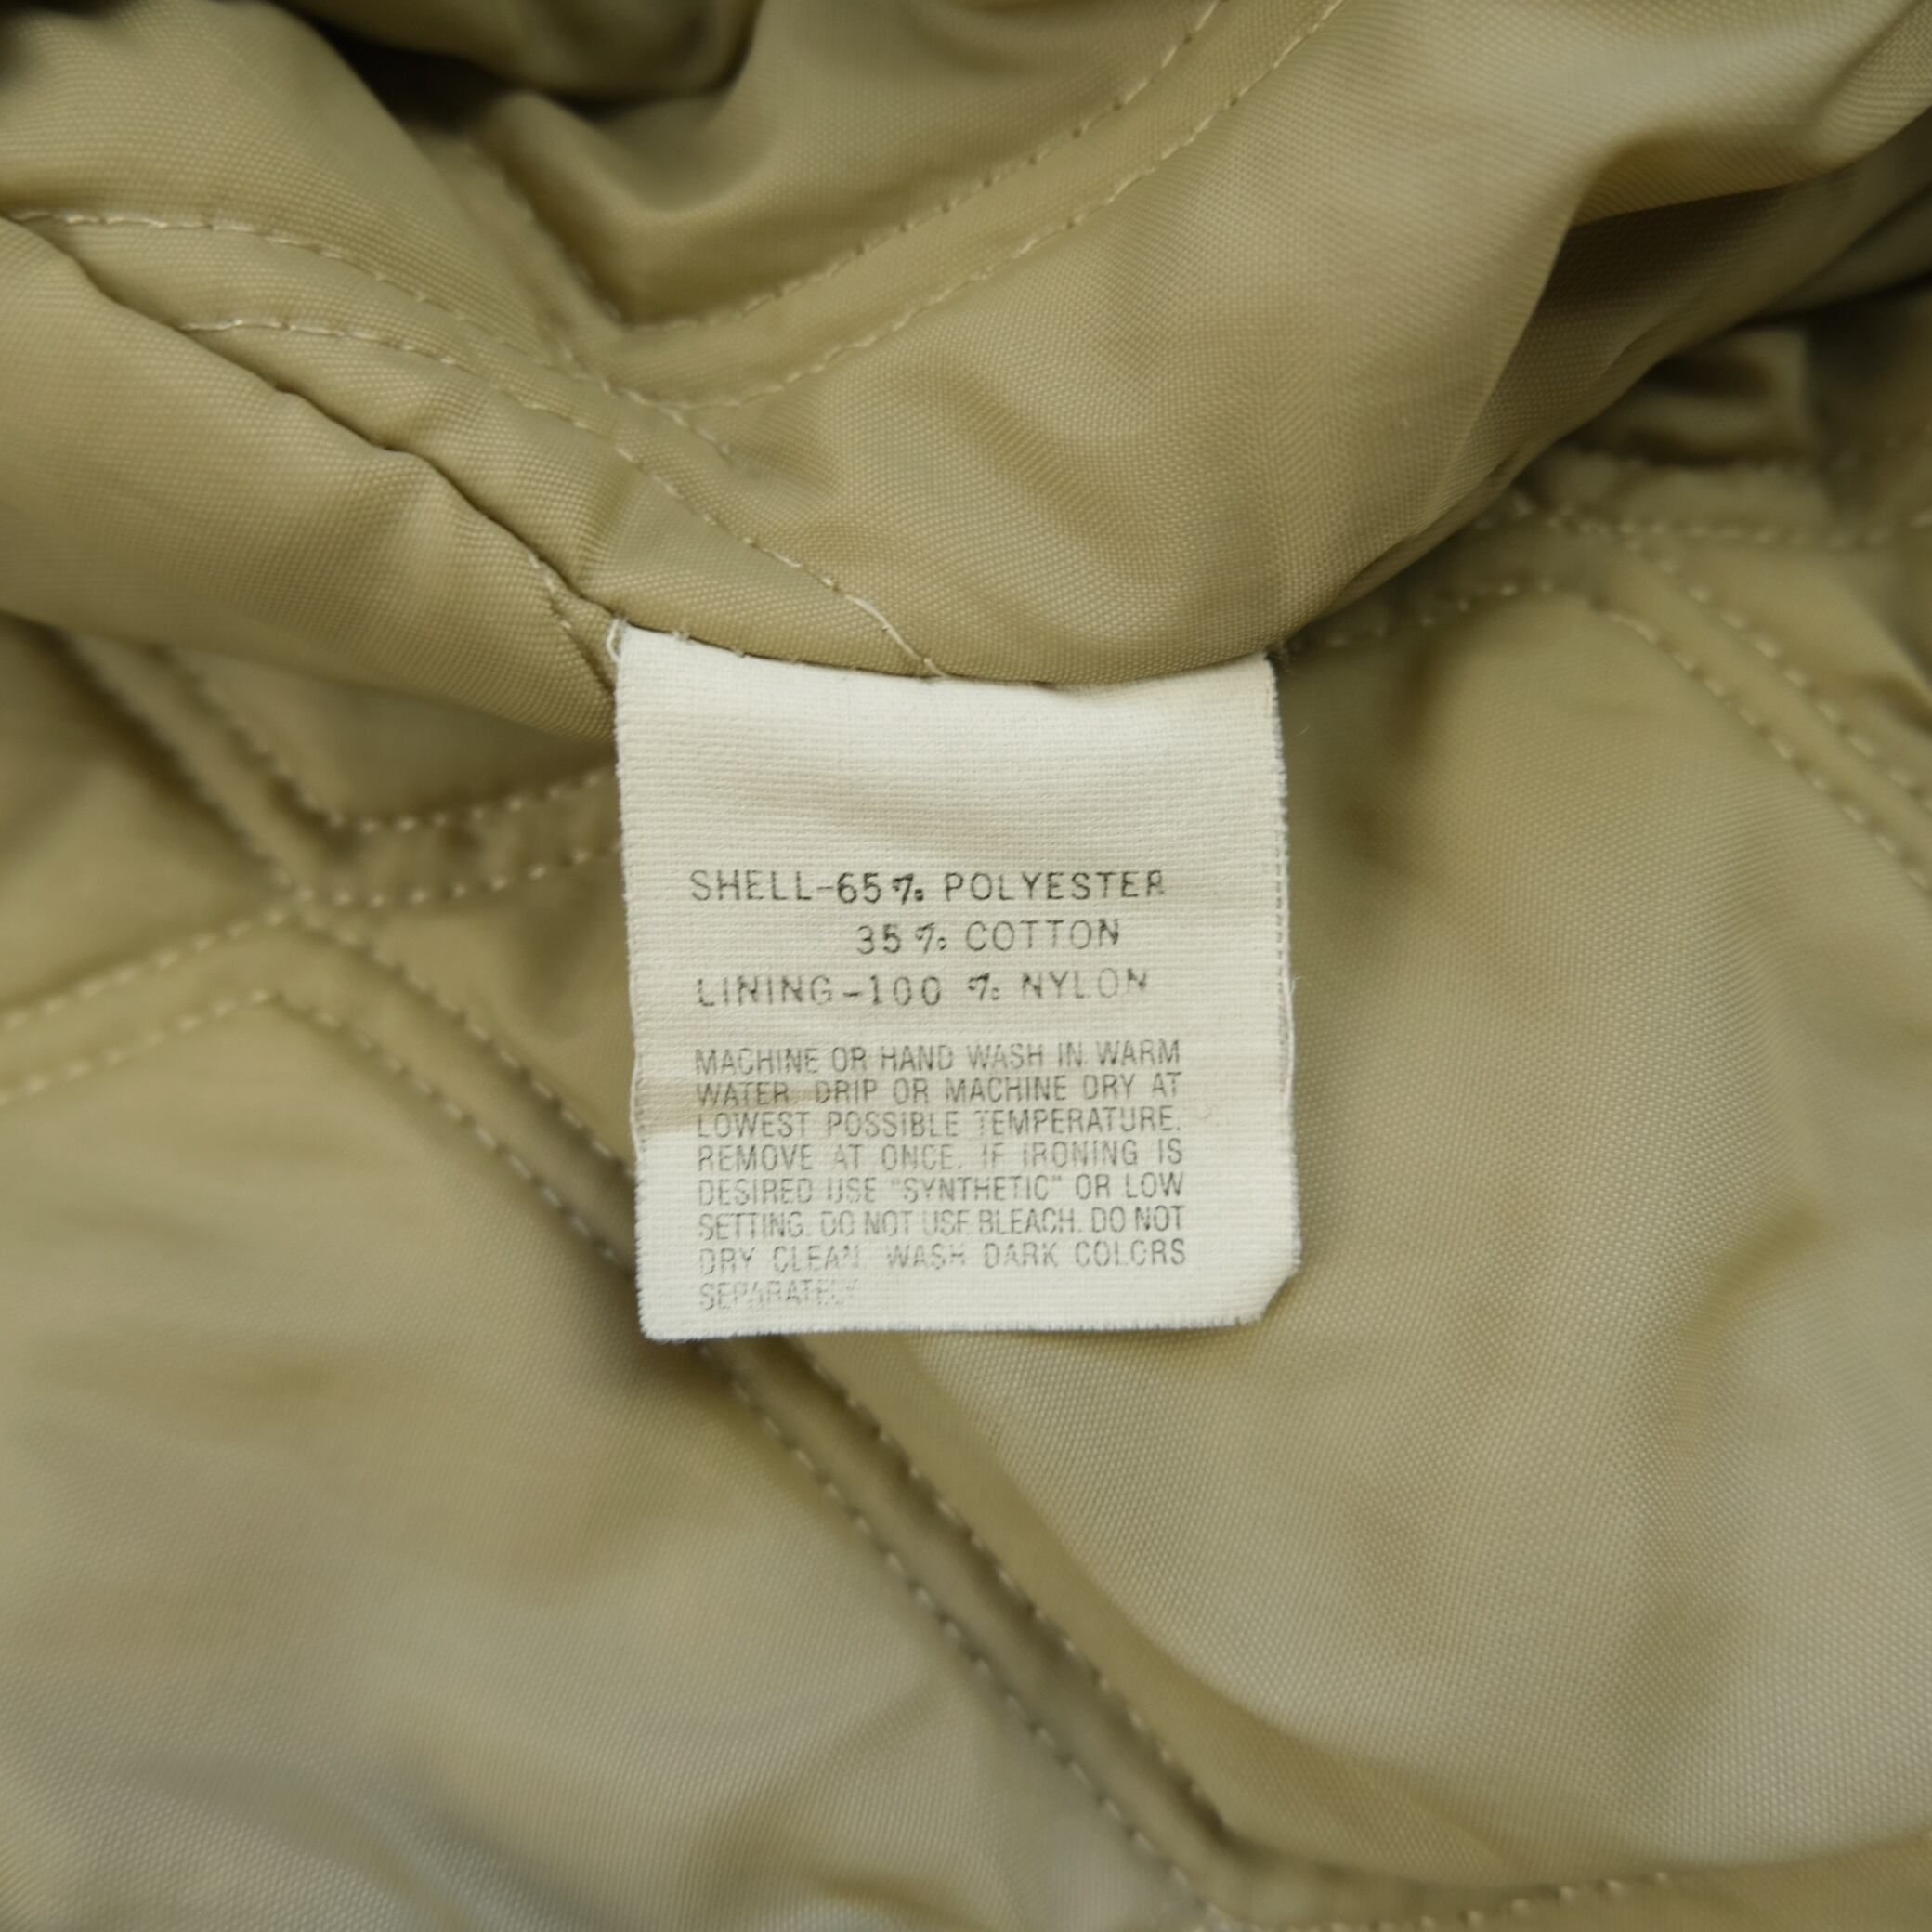 SHELL-65% POLYESTER
35% COTTON
LINING-100 % NYLON
MACHINE OR HAND WASH IN WARM
WATER. DRIP OR MACHINE DRY AT
LOWEST POSSIBLE TEMPERATURE.
REMOVE AT ONCE. IF IRONING IS
DESIRED USE "SYNTHETIC" OR LOW
SETTING. DO NOT USE BLEACH. DO NOT
DRY CLEAN. WASH DARK COLORS
SEPARATELY